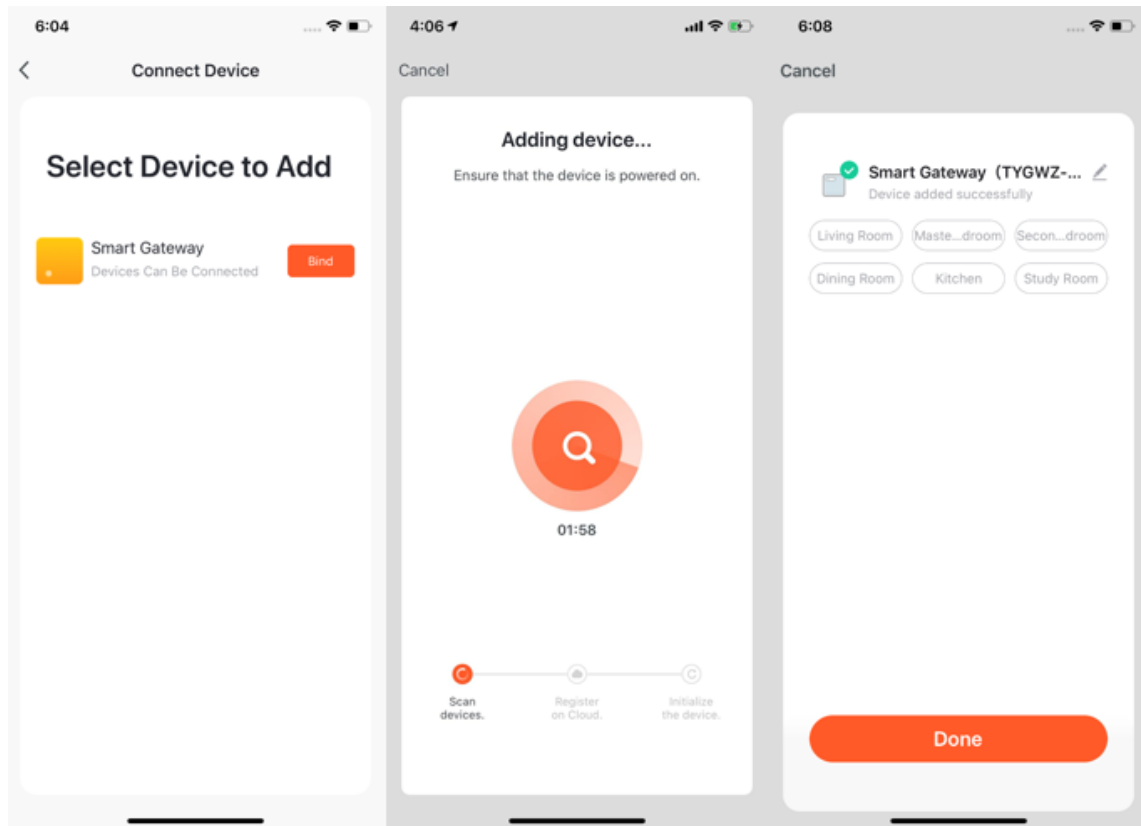 6:04
Connect Device
Select Device to Add
Smart Gateway
Devices Can Be Connected
Bind
4:06
Cancel
Adding device...
Ensure that the device is powered on.
01:58
Scan
devices.
Register
on Cloud.
Initialize
the device.
6:08
Cancel
Smart Gateway（TYGWZ-...
Device added successfully
Living Room
Maste...droom
Secon...droom
Dining Room
Kitchen
Study Room
Done